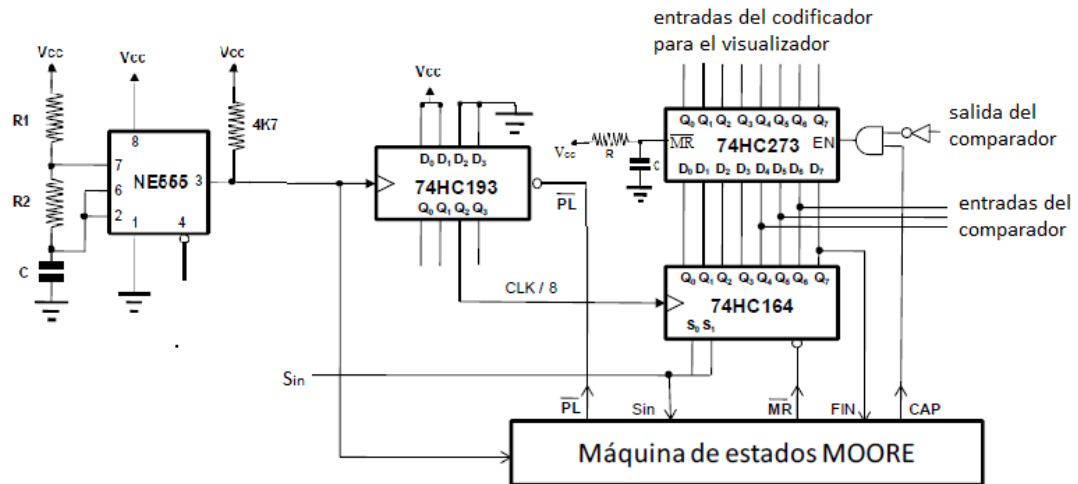 entradas del codificador
para el visualizador
Vcc
Vcc
Vcc
R1
4K7
8
7
NE555
3
6
2
R2
1
4
C
Vcc
D₀ D₁ D₂ D₃
74HC193
Q₀ Q₁ Q₂ Q₃
P̅L̅
CLK / 8
Vcc
R
C
Q₀ Q₁ Q₂ Q₃ Q₄ Q₅ Q₆ Q₇
M̅R̅
74HC273
EN
D₀ D₁ D₂ D₃ D₄ D₅ D₆ D₇
salida del
comparador
entradas del
comparador
Q₀ Q₁ Q₂ Q₃ Q₄ Q₅ Q₆ Q₇
74HC164
S₀ S₁
Sin
P̅L̅
Sin
M̅R̅
FIN
CAP
Máquina de estados MOORE